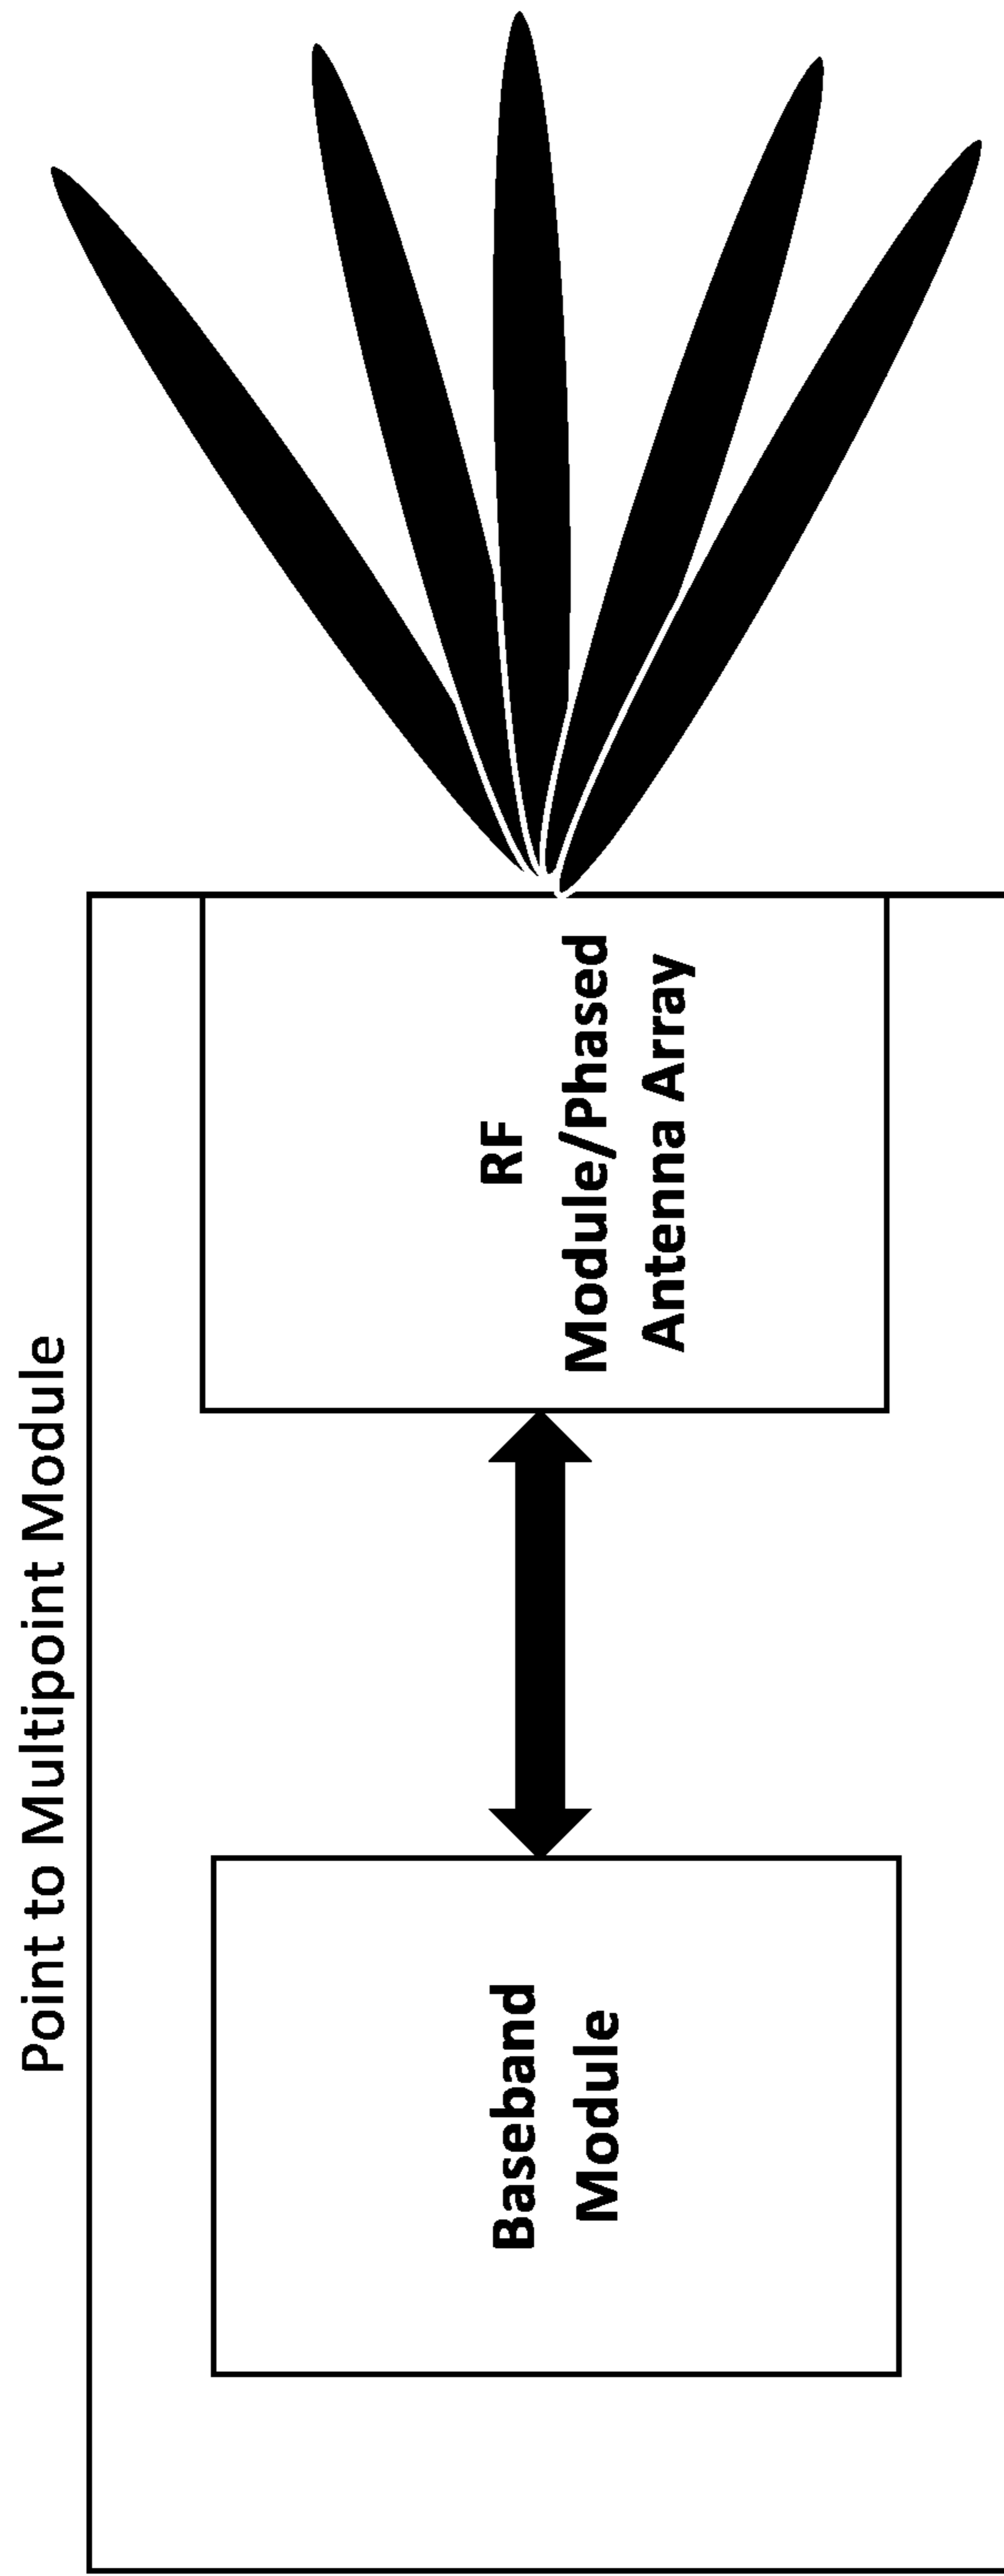 Point to Multipoint Module
Baseband
Module
RF
Module/Phased
Antenna Array